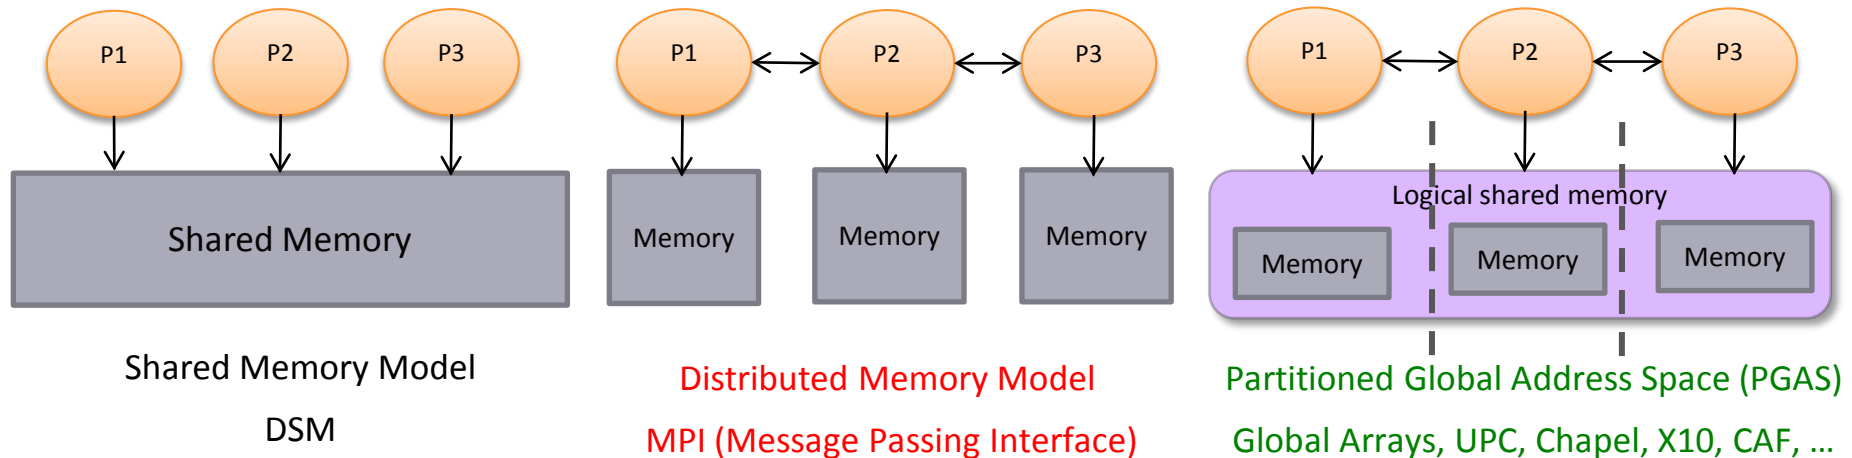 P1
P2
P3
Shared Memory
Shared Memory Model
DSM
P1
P2
P3
Memory
Memory
Memory
Distributed Memory Model
MPI (Message Passing Interface)
P1
P2
P3
Logical shared memory
Memory
Memory
Memory
Partitioned Global Address Space (PGAS)
Global Arrays, UPC, Chapel, X10, CAF, …